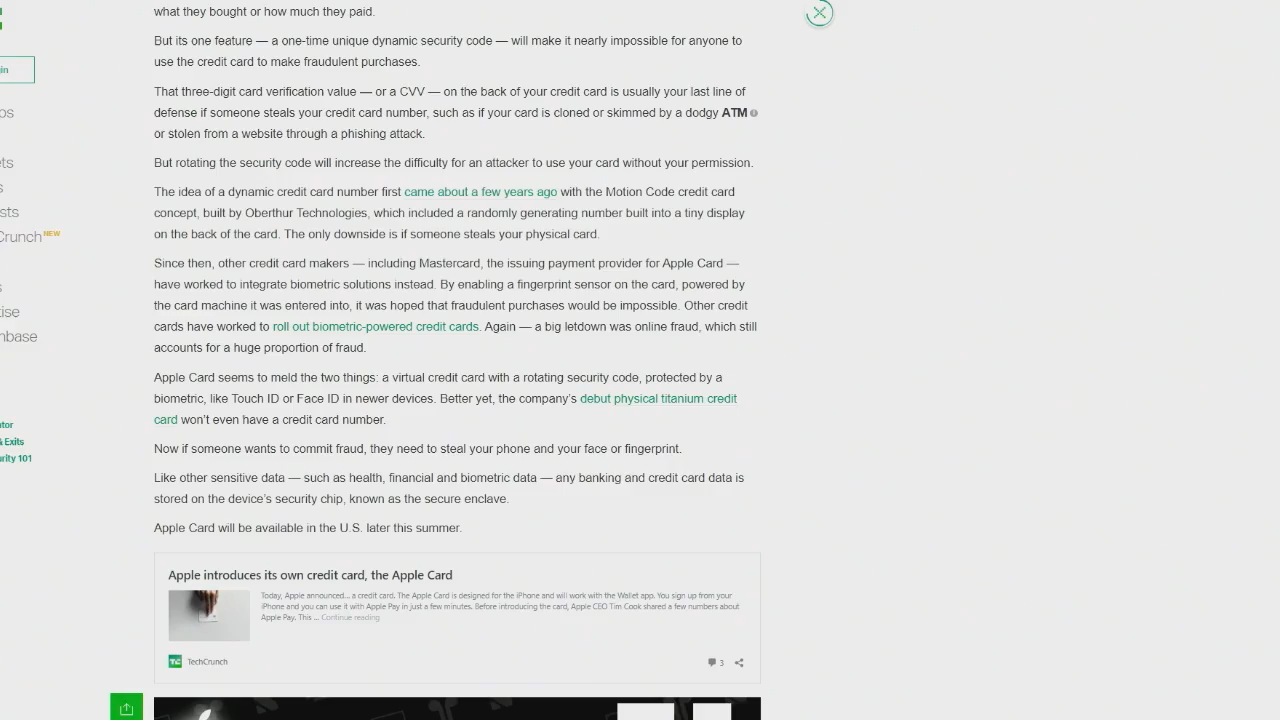 what they bought or how much they paid.
in
But its one feature — a one-time unique dynamic security code — will make it nearly impossible for anyone to
use the credit card to make fraudulent purchases.
That three-digit card verification value — or a CVV — on the back of your credit card is usually your last line of
defense if someone steals your credit card number, such as if your card is cloned or skimmed by a dodgy ATM
or stolen from a website through a phishing attack.
But rotating the security code will increase the difficulty for an attacker to use your card without your permission.
The idea of a dynamic credit card number first came about a few years ago with the Motion Code credit card
concept, built by Oberthur Technologies, which included a randomly generating number built into a tiny display
on the back of the card. The only downside is if someone steals your physical card.
Since then, other credit card makers — including Mastercard, the issuing payment provider for Apple Card —
have worked to integrate biometric solutions instead. By enabling a fingerprint sensor on the card, powered by
the card machine it was entered into, it was hoped that fraudulent purchases would be impossible. Other credit
cards have worked to roll out biometric-powered credit cards. Again — a big letdown was online fraud, which still
accounts for a huge proportion of fraud.
Apple Card seems to meld the two things: a virtual credit card with a rotating security code, protected by a
biometric, like Touch ID or Face ID in newer devices. Better yet, the company's debut physical titanium credit
card won't even have a credit card number.
Now if someone wants to commit fraud, they need to steal your phone and your face or fingerprint.
Like other sensitive data — such as health, financial and biometric data — any banking and credit card data is
stored on the device's security chip, known as the secure enclave.
Apple Card will be available in the U.S. later this summer.
os
ts
s
sts
Crunch NEW
s
tise
nbase
tor
& Exits
urity 101
Apple introduces its own credit card, the Apple Card
Today, Apple announced... a credit card. The Apple Card is designed for the iPhone and will work with the Wallet app. You sign up from your
iPhone and you can use it with Apple Pay in just a few minutes. Before introducing the card, Apple CEO Tim Cook shared a few numbers about
Apple Pay. This ... Continue reading
TechCrunch
3